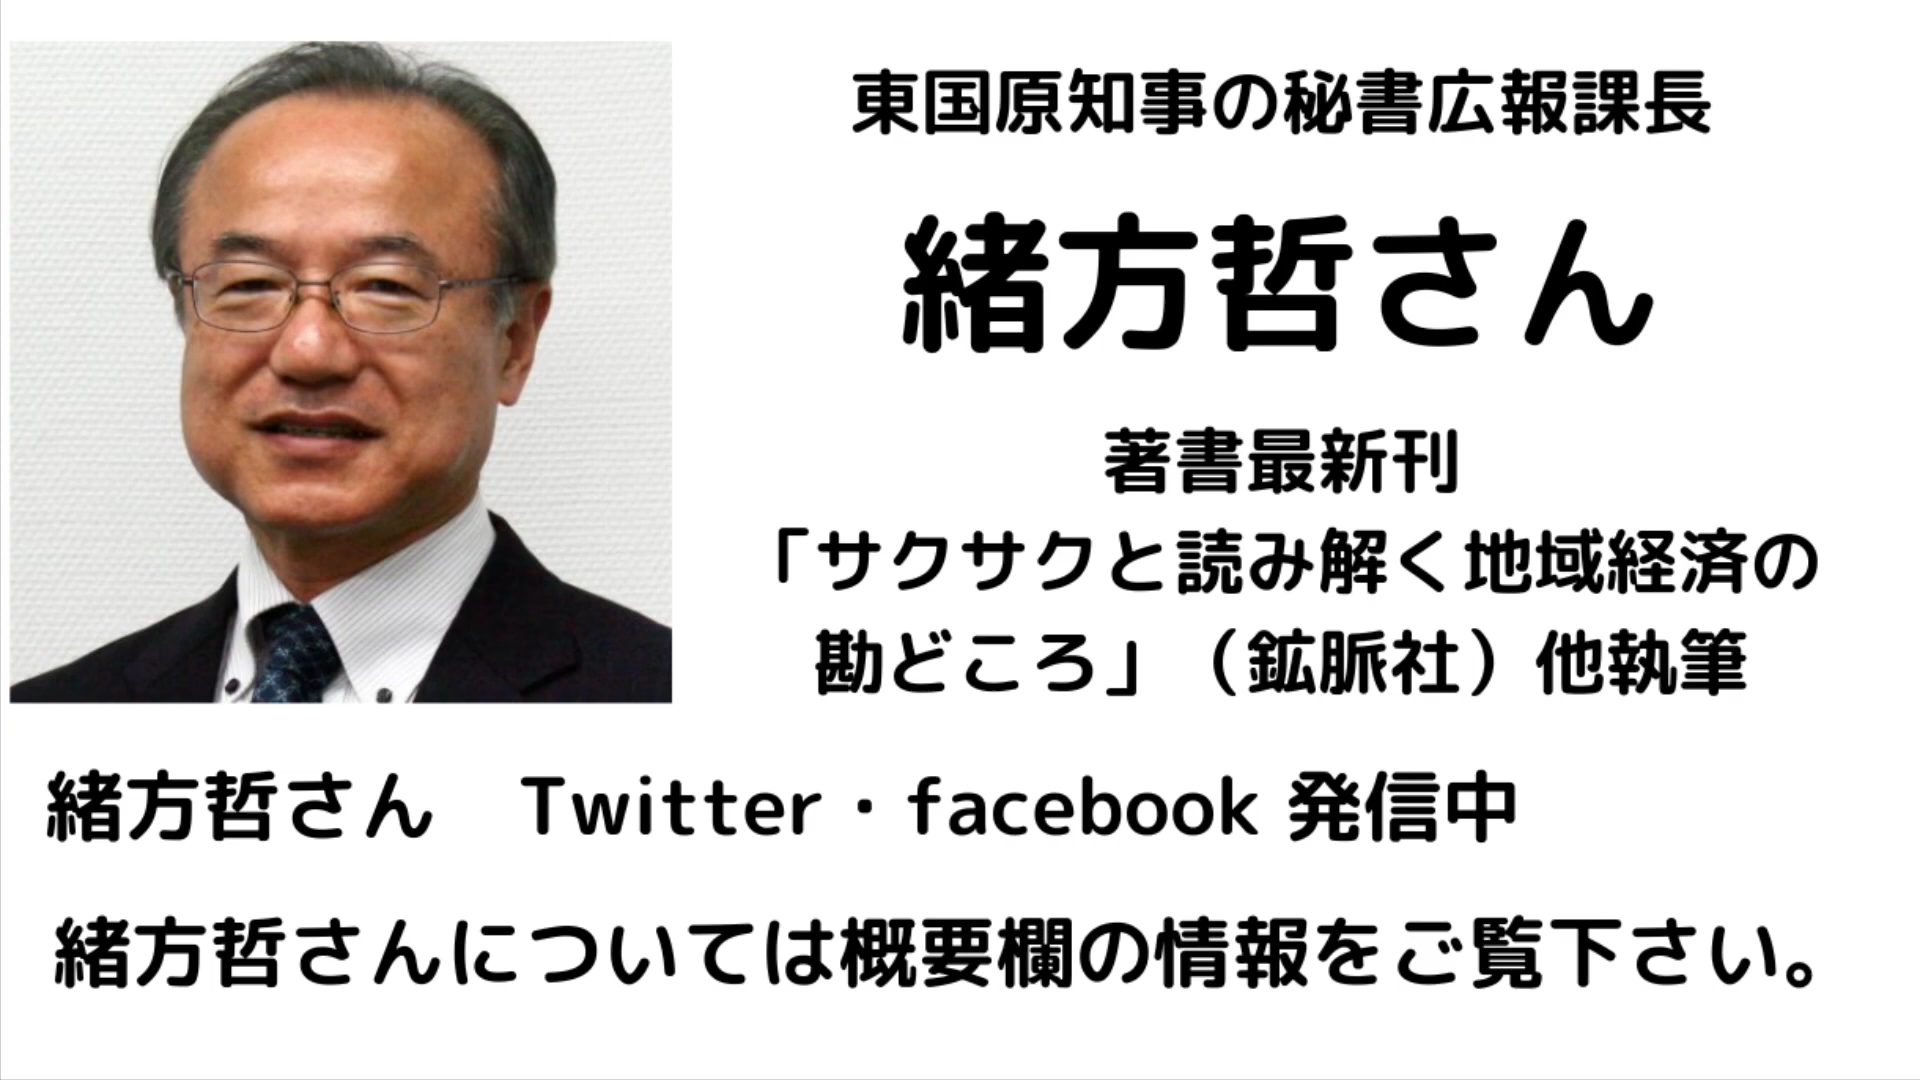 東国原知事の秘書広報課長
緒方哲さん
著書最新刊
「サクサクと読み解く地域経済の
勘どころ」（鉱脈社）他執筆
緒方哲さん　Twitter・facebook 発信中
緒方哲さんについては概要欄の情報をご覧下さい。